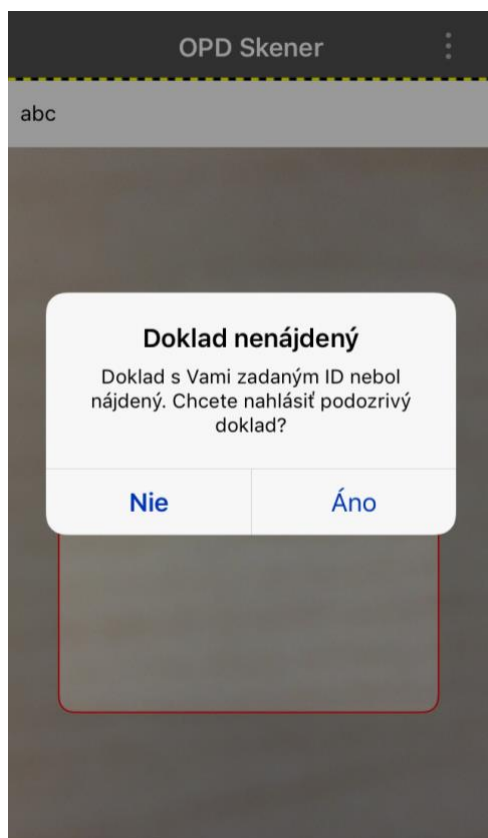 OPD Skener
abc
Doklad nenájdený
Doklad s Vami zadaným ID nebol
nájdený. Chcete nahlásiť podozrivý
doklad?
Nie
Áno